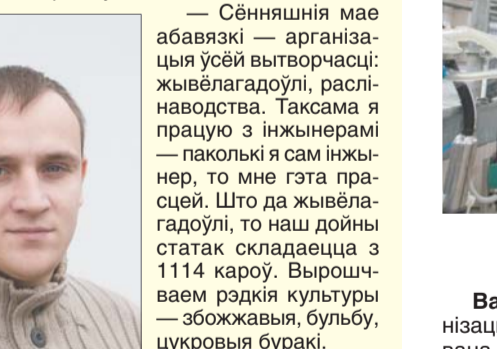 — Сённяшнія мае
абавязкі — арганіза-
цыя ўсёй вытворчасці:
жывёлагадоўлі, раслі-
наводства. Таксама я
працую з інжынерамі
— паколькі я сам інжы-
нер, то мне гэта пра-
сцей. Што да жывёла-
гадоўлі, то наш дойны
статак складаецца з
1114 кароў. Вырошч-
ваем рэдкія культуры
— збожжавыя, бульбу,
цукровыя буракі.